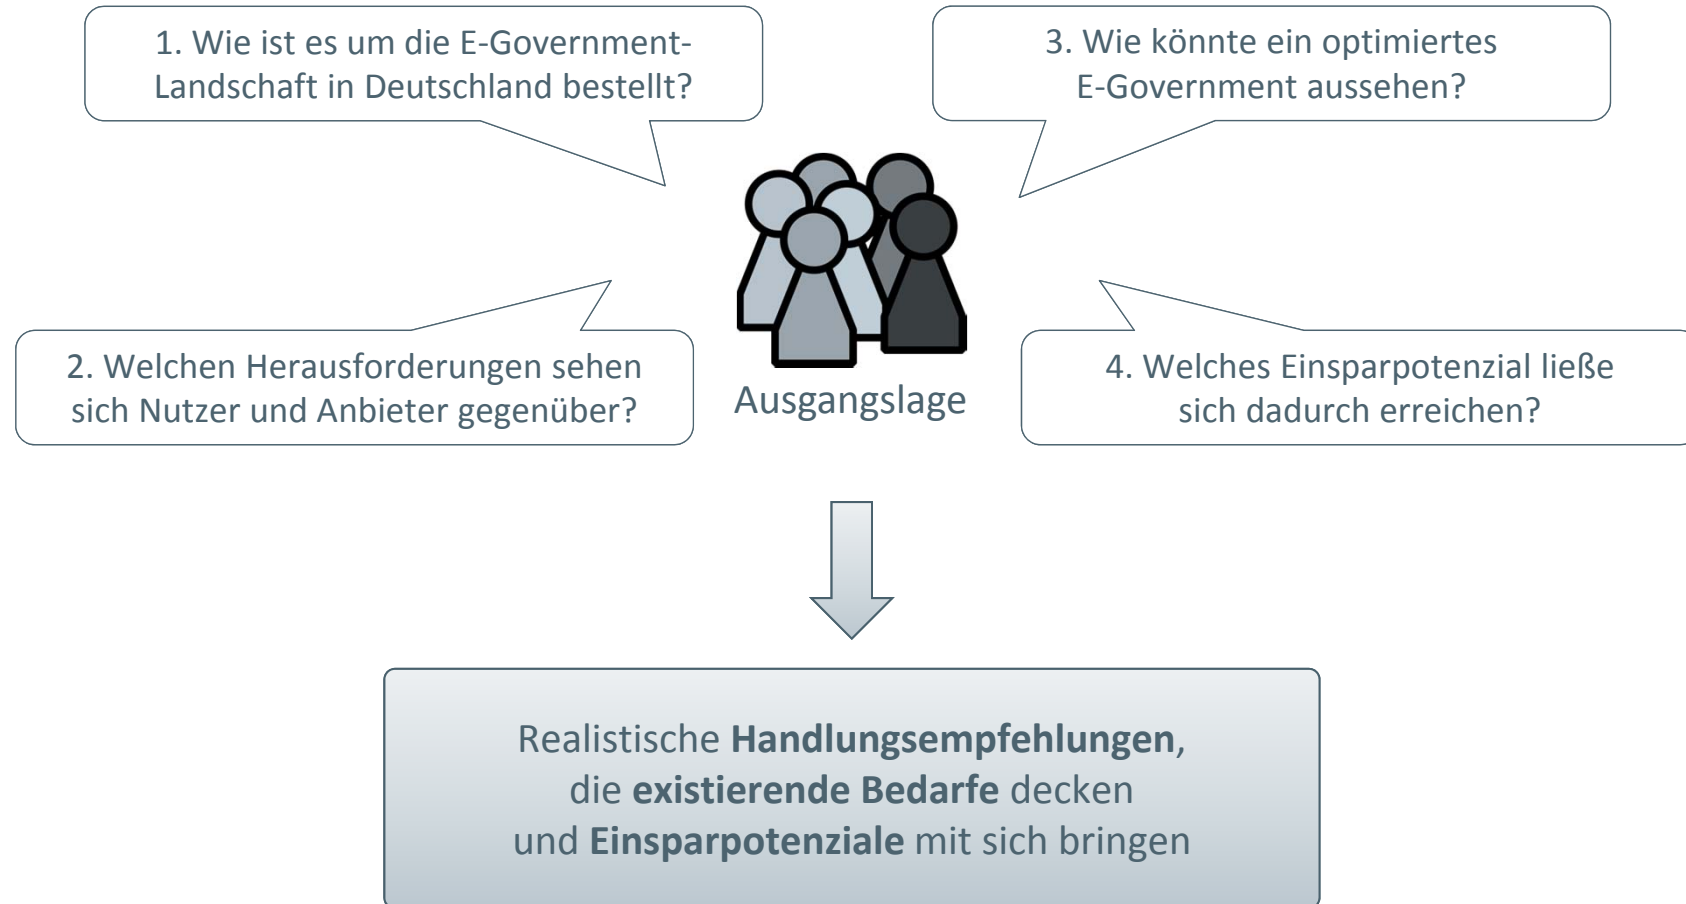 1. Wie ist es um die E-Government-
Landschaft in Deutschland bestellt?
2. Welchen Herausforderungen sehen
sich Nutzer und Anbieter gegenüber?
3. Wie könnte ein optimiertes
E-Government aussehen?
4. Welches Einsparpotenzial ließe
sich dadurch erreichen?
Ausgangslage
Realistische Handlungsempfehlungen,
die existierende Bedarfe decken
und Einsparpotenziale mit sich bringen